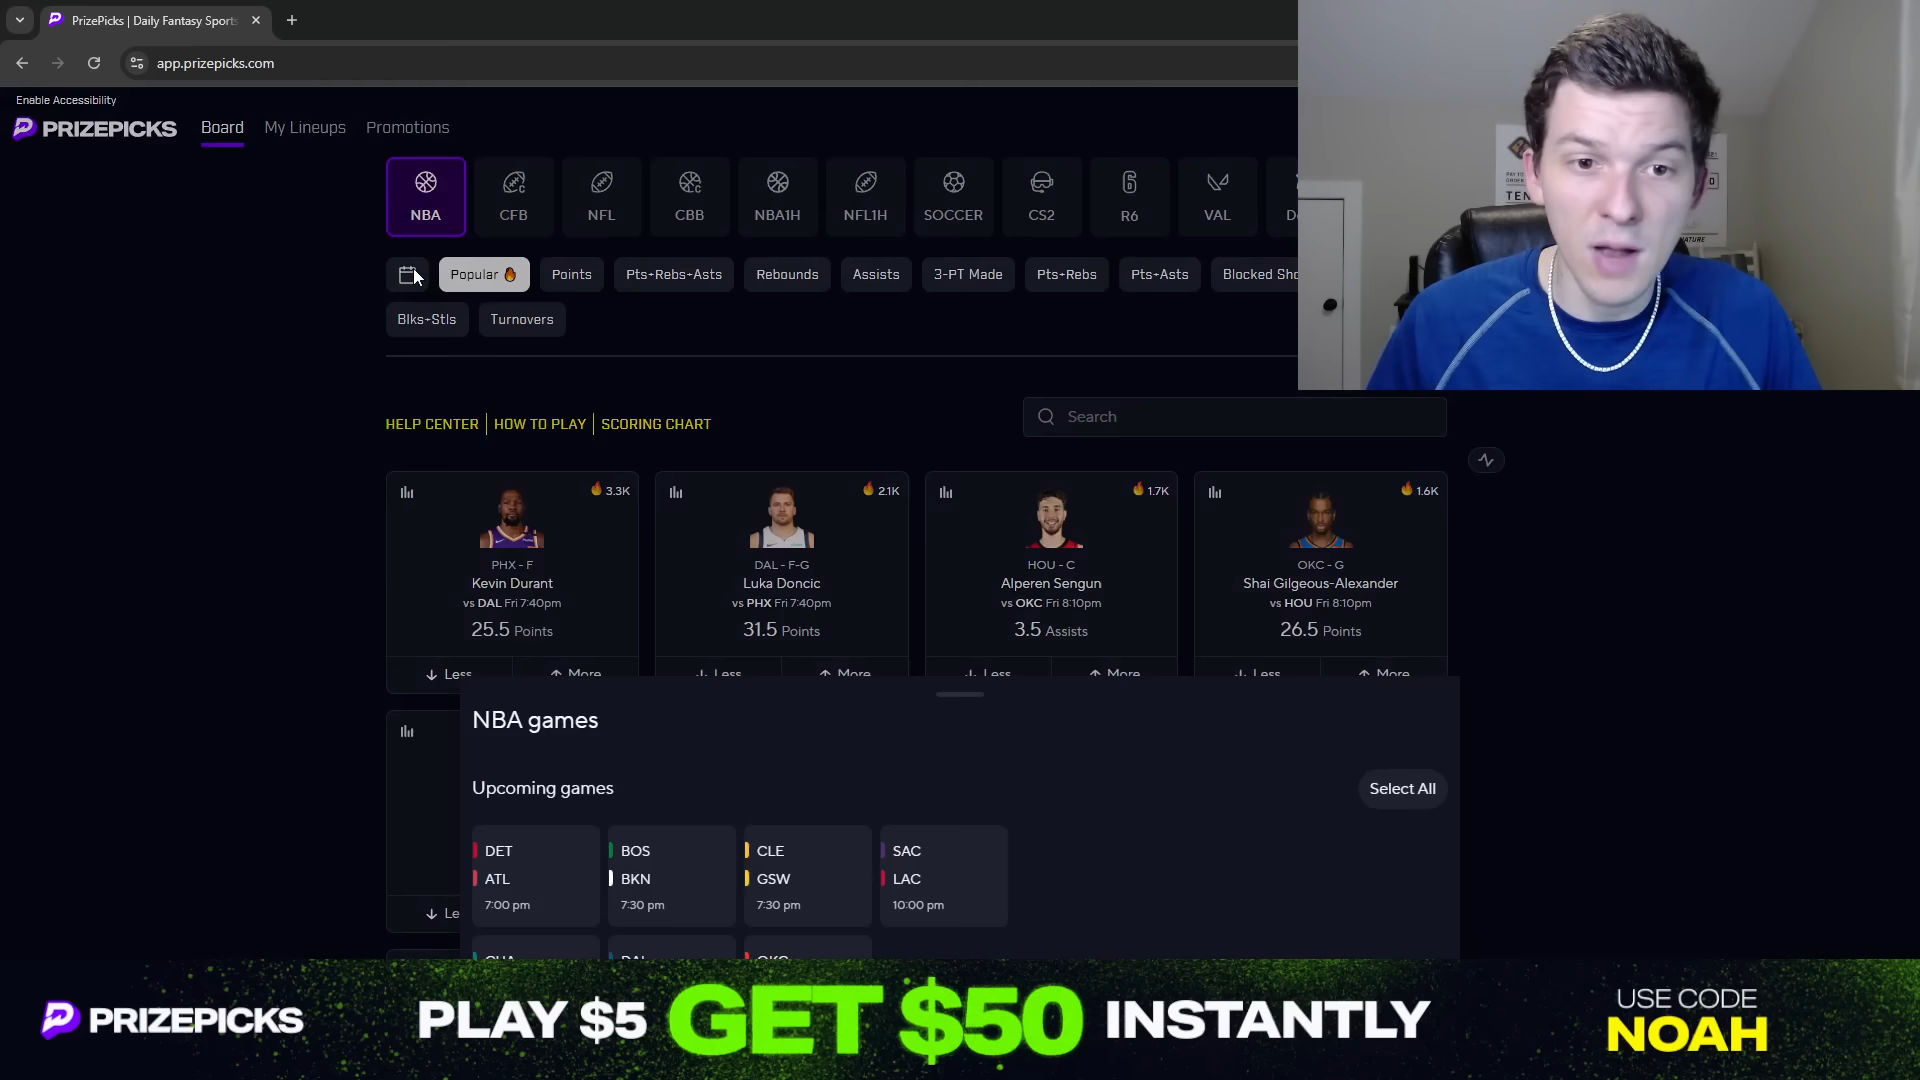 PrizePicks | Daily Fantasy Sports
app.prizepicks.com
Enable Accessibility
PRIZEPICKS
Board
My Lineups
Promotions
NBA
CFB
NFL
CBB
NBA1H
NFL1H
SOCCER
CS2
R6
VAL
Popular
Points
Pts+Rebs+Asts
Rebounds
Assists
3-PT Made
Pts+Rebs
Pts+Asts
Blocked Sho
Blks+Stls
Turnovers
HELP CENTER
HOW TO PLAY
SCORING CHART
Search
3.3K
PHX - F
Kevin Durant
vs DAL Fri 7:40pm
25.5 Points
Less
More
2.1K
DAL - F-G
Luka Doncic
vs PHX Fri 7:40pm
31.5 Points
Less
More
1.7K
HOU - C
Alperen Sengun
vs OKC Fri 8:10pm
3.5 Assists
Less
More
1.6K
OKC - G
Shai Gilgeous-Alexander
vs HOU Fri 8:10pm
26.5 Points
Less
More
Le
NBA games
Upcoming games
Select All
DET
ATL
7:00 pm
BOS
BKN
7:30 pm
CLE
GSW
7:30 pm
SAC
LAC
10:00 pm
CHA
DAL
OKC
PRIZEPICKS
PLAY $5 GET $50 INSTANTLY
USE CODE
NOAH